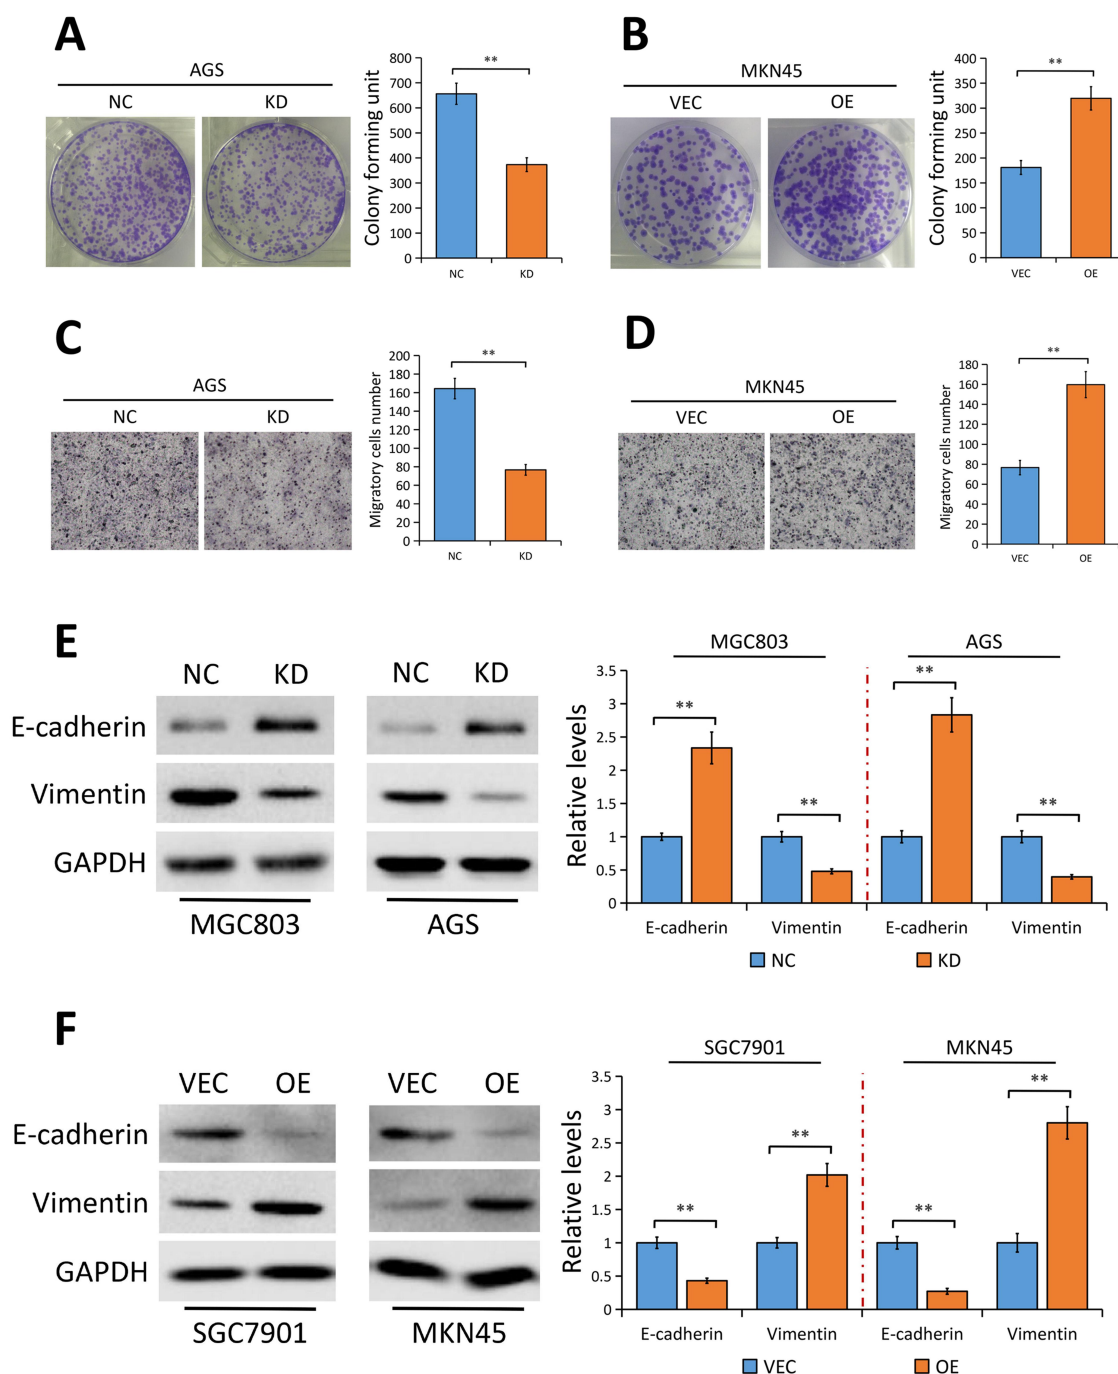 A
AGS
NC KD
Colony forming unit
800
700
600
500
400
300
200
100
0
**
NC KD
B
MKN45
VEC OE
Colony forming unit
400
350
300
250
200
150
100
50
0
**
VEC OE
C
AGS
NC KD
Migratory cells number
200
180
160
140
120
100
80
60
40
20
0
**
NC KD
D
MKN45
VEC OE
Migratory cells number
180
160
140
120
100
80
60
40
20
0
**
VEC OE
E
NC KD NC KD
E-cadherin
Vimentin
GAPDH
MGC803 AGS
MGC803 AGS
Relative levels
3.5
3
2.5
2
1.5
1
0.5
0
** ** ** **
E-cadherin Vimentin E-cadherin Vimentin
NC KD
F
VEC OE VEC OE
E-cadherin
Vimentin
GAPDH
SGC7901 MKN45
SGC7901 MKN45
Relative levels
3.5
3
2.5
2
1.5
1
0.5
0
** ** ** **
E-cadherin Vimentin E-cadherin Vimentin
VEC OE